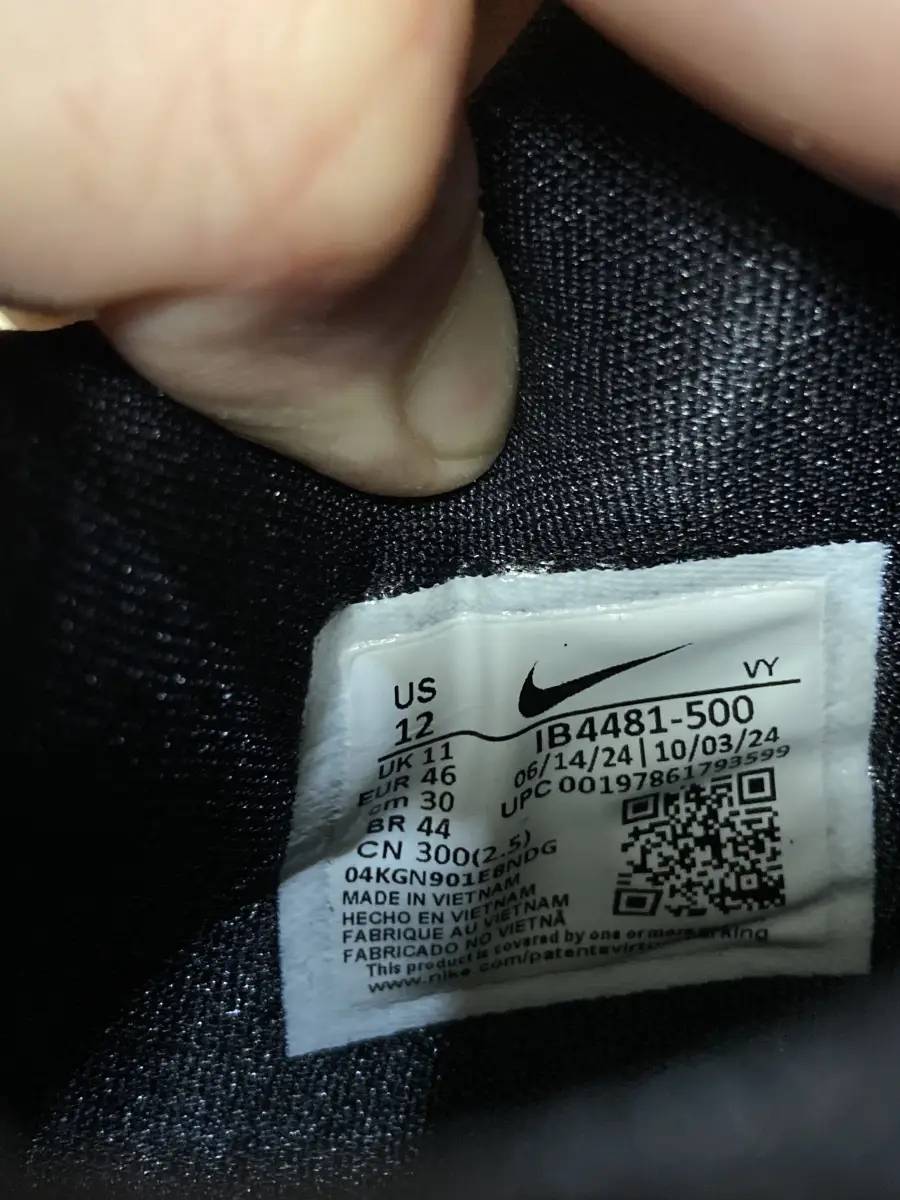 US
12
UK 11
EUR 46
cm 30
BR 44
CN 300(2.5)
04KGN901E8NDG
MADE IN VIETNAM
HECHO EN VIETNAM
FABRIQUE AU VIETNAM
FABRICADO NO VIETNÃ
This product is covered by one or more
www.nike.com/patents
VY
IB4481-500
06/14/24|10/03/24
UPC 00197861793599